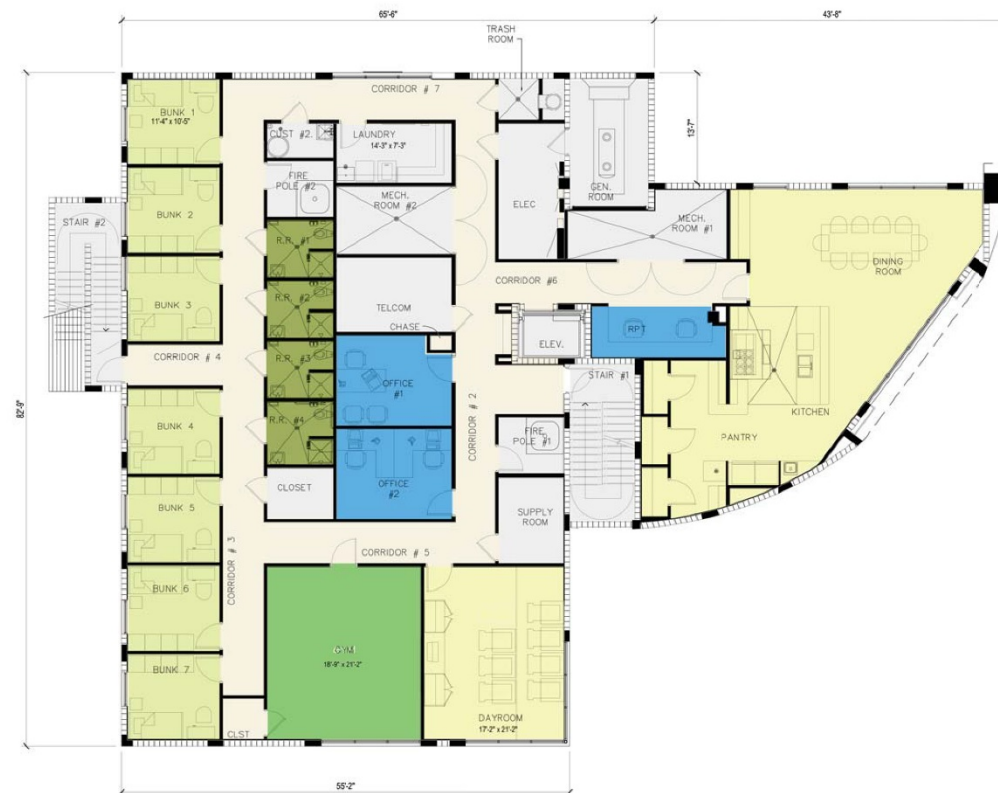 65'-6"
43'-8"
TRASH
ROOM
CORRIDOR # 7
BUNK 1
11'-4" x 10'-5"
CUST #2.
LAUNDRY
14'-3" x 7'-3"
13'-7"
FIRE
POLE #2
MECH.
ROOM #2
ELEC
GEN.
ROOM
MECH.
ROOM #1
STAIR #2
BUNK 2
R.R. #1
DINING
ROOM
CORRIDOR #6
BUNK 3
R.R. #2
TELCOM
CHASE
ELEV.
RPT
CORRIDOR # 4
R.R. #3
OFFICE
#1
STAIR #1
82'-9"
CORRIDOR # 2
KITCHEN
BUNK 4
R.R. #4
FIRE
POLE #1
PANTRY
CLOSET
OFFICE
#2
BUNK 5
SUPPLY
ROOM
CORRIDOR # 5
CORRIDOR # 3
BUNK 6
GYM
18'-9" x 21'-2"
BUNK 7
DAYROOM
17'-2" x 21'-2"
CLST
55'-2"